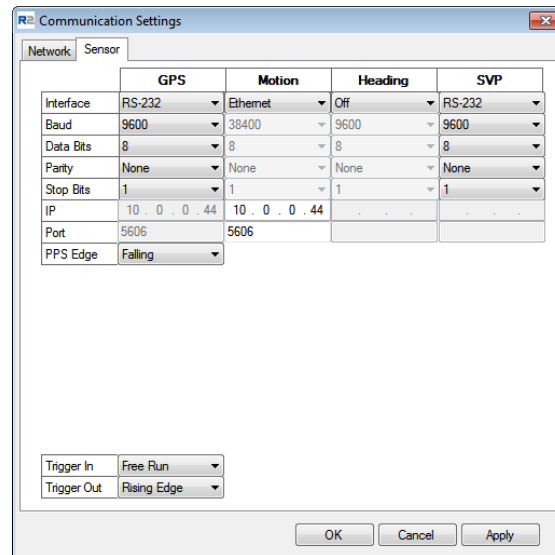 R2 Communication Settings
Network Sensor
GPS Motion Heading SVP
Interface RS-232 Ethernet Off RS-232
Baud 9600 38400 9600 9600
Data Bits 8 8 8 8
Parity None None None None
Stop Bits 1 1 1 1
IP 10 . 0 . 0 . 44 10 . 0 . 0 . 44 . . . . . .
Port 5606 5606
PPS Edge Falling
Trigger In Free Run
Trigger Out Rising Edge
OK Cancel Apply